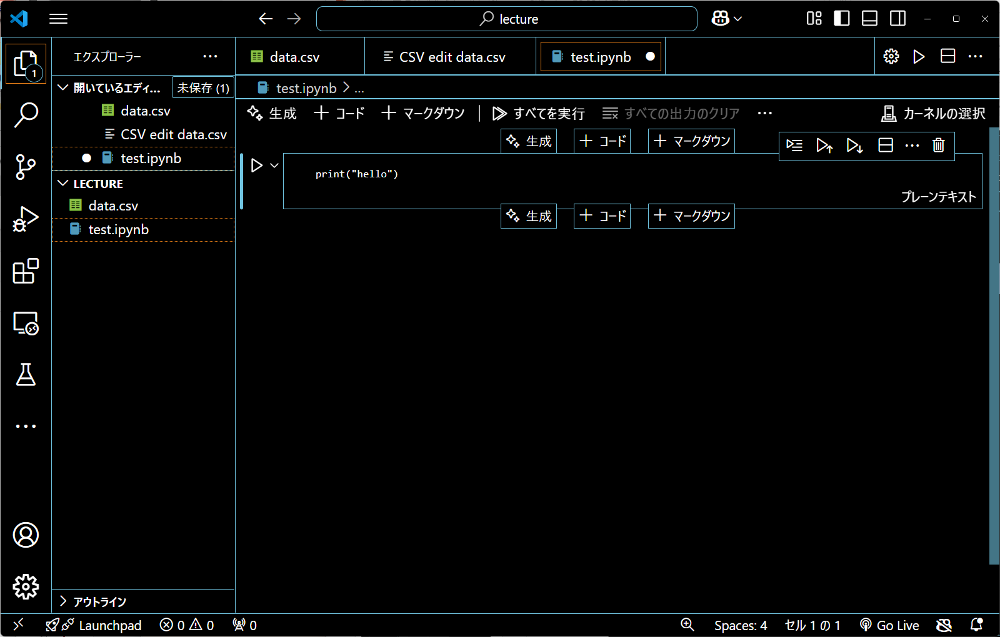 lecture
エクスプローラー
data.csv
CSV edit data.csv
test.ipynb
1
開いているエディ... 未保存 (1)
data.csv
CSV edit data.csv
test.ipynb
LECTURE
data.csv
test.ipynb
アウトライン
test.ipynb > ...
生成 + コード + マークダウン すべてを実行 すべての出力のクリア ... カーネルの選択
生成 + コード + マークダウン
print("hello")
プレーンテキスト
生成 + コード + マークダウン
Launchpad 0 0 0 Spaces: 4 セル 1 の 1 Go Live